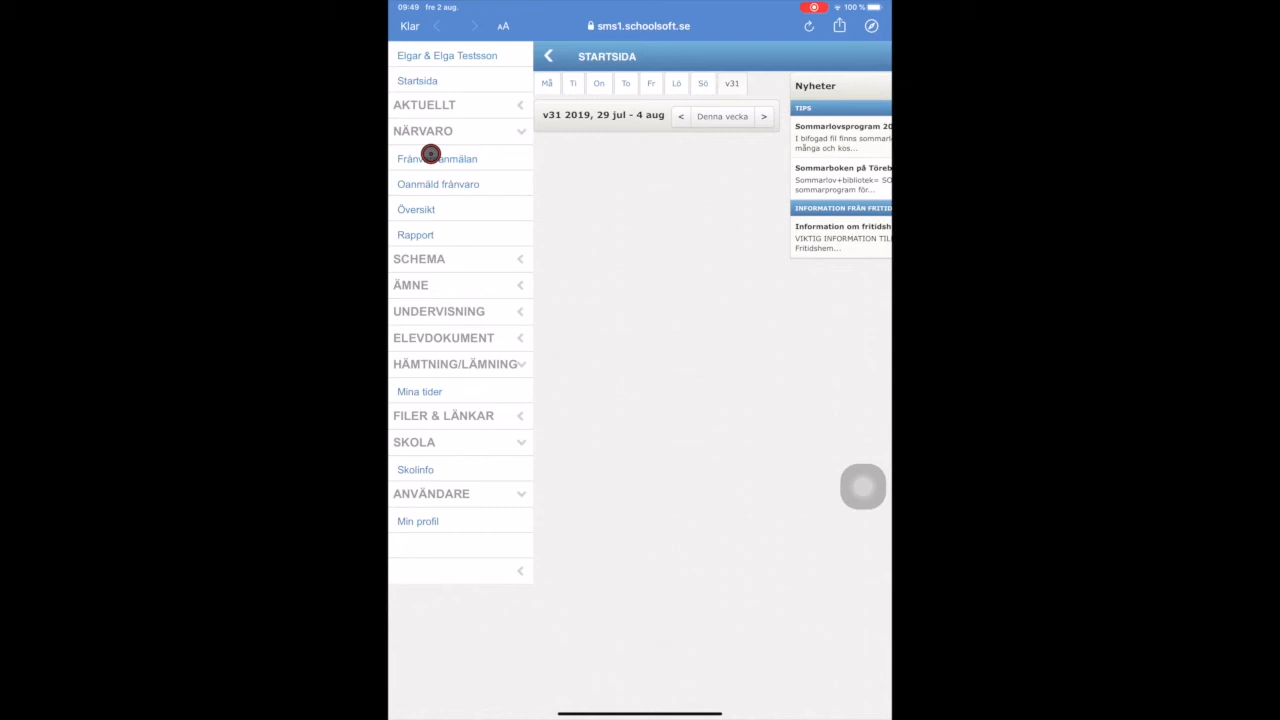 09:49 fre 2 aug.
100 %
Klar
AA
sms1.schoolsoft.se
Elgar & Elga Testsson
Startsida
AKTUELLT
NÄRVARO
Oanmäld frånvaro
Översikt
Rapport
SCHEMA
ÄMNE
UNDERVISNING
ELEVDOKUMENT
HÄMTNING/LÄMNING
Mina tider
FILER & LÄNKAR
SKOLA
Skolinfo
ANVÄNDARE
Min profil
STARTSIDA
Må Ti On To Fr Lö Sö v31
v31 2019, 29 jul - 4 aug < Denna vecka >
Nyheter
TIPS
Sommarlovsprogram 20
I bifogad fil finns sommarl
många och kos...
Sommarboken på Töreb
Sommarlov+bibliotek= SO
sommarprogram för...
INFORMATION FRÅN FRITID
Information om fritidsh
VIKTIG INFORMATION TIL
Fritidshem...